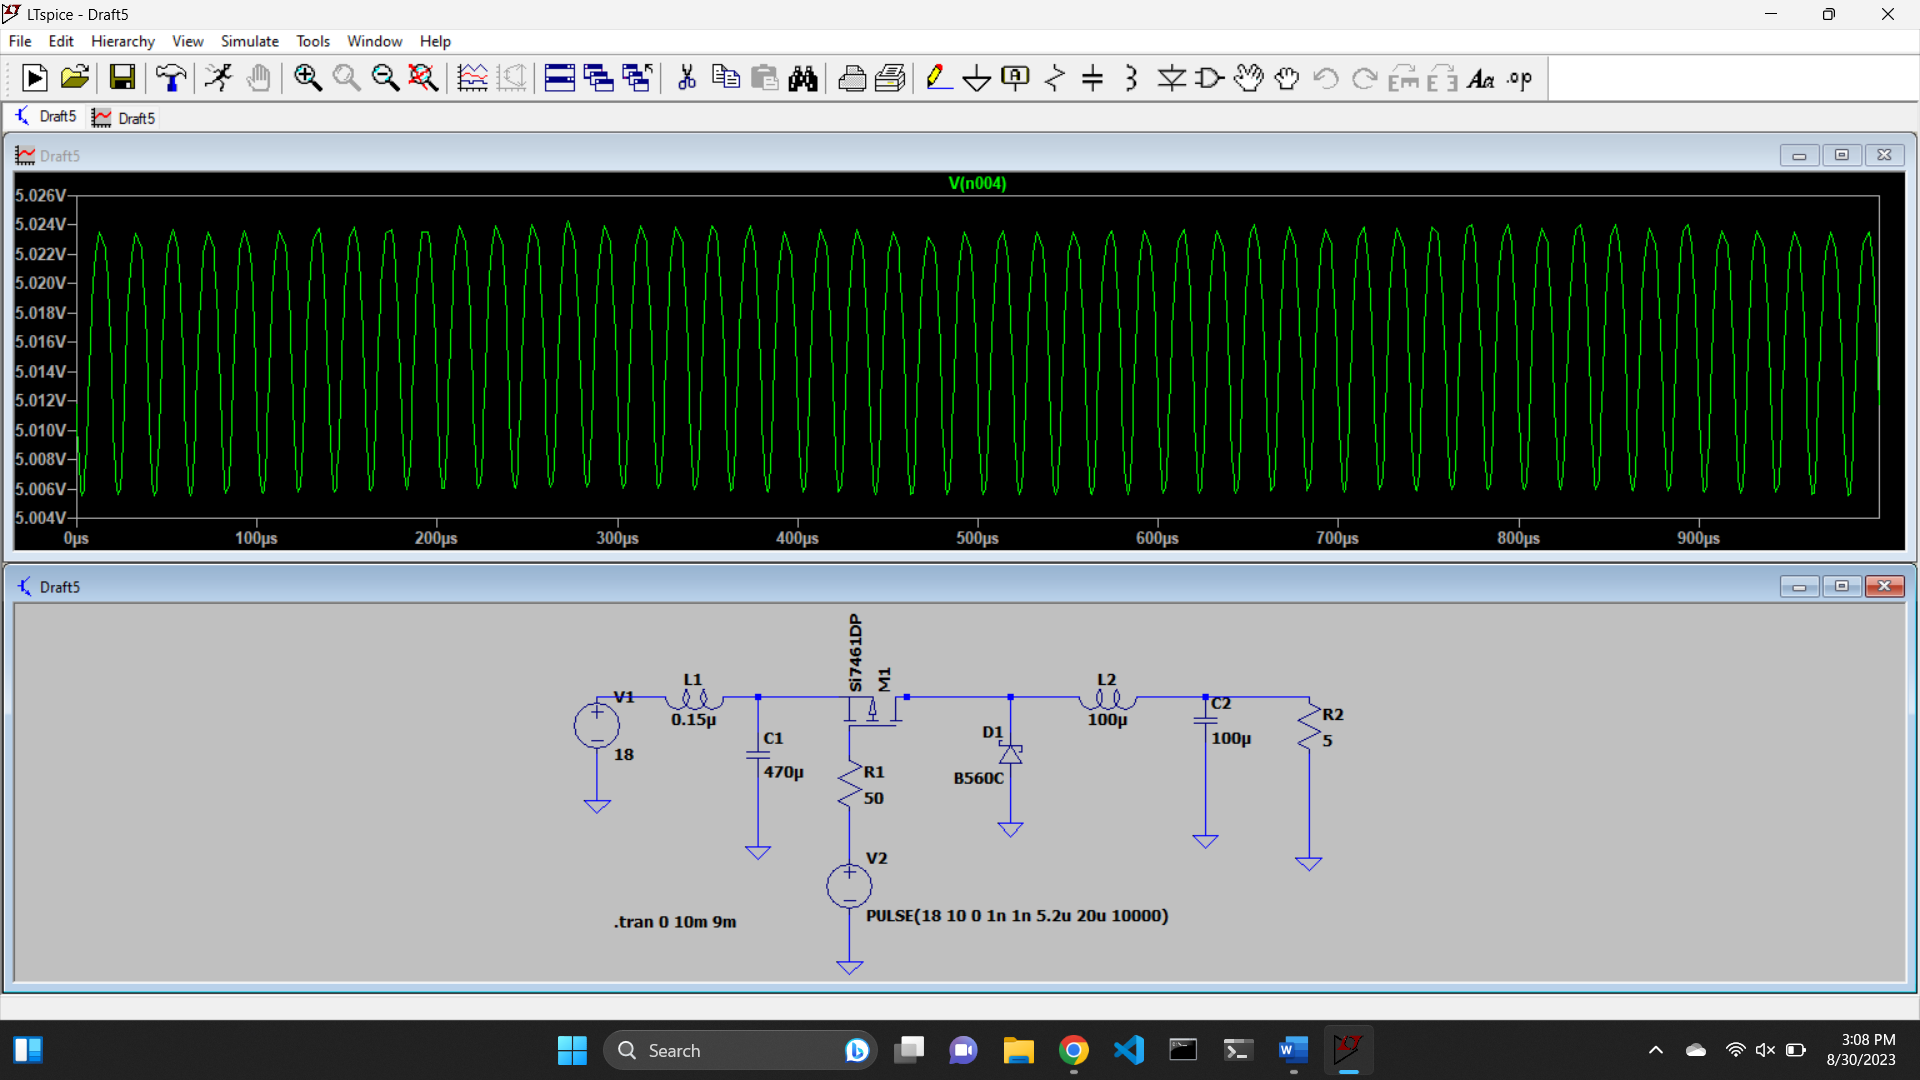 LTspice - Draft5
File Edit Hierarchy View Simulate Tools Window Help
Aa .op
Draft5 Draft5
Draft5
V(n004)
5.026V
5.024V
5.022V
5.020V
5.018V
5.016V
5.014V
5.012V
5.010V
5.008V
5.006V
5.004V
0µs 100µs 200µs 300µs 400µs 500µs 600µs 700µs 800µs 900µs
Draft5
Si7461DP
M1
V1
18
L1
0.15µ
C1
470µ
R1
50
V2
PULSE(18 10 0 1n 1n 5.2u 20u 10000)
.tran 0 10m 9m
D1
B560C
L2
100µ
C2
100µ
R2
5
Search
3:08 PM
8/30/2023